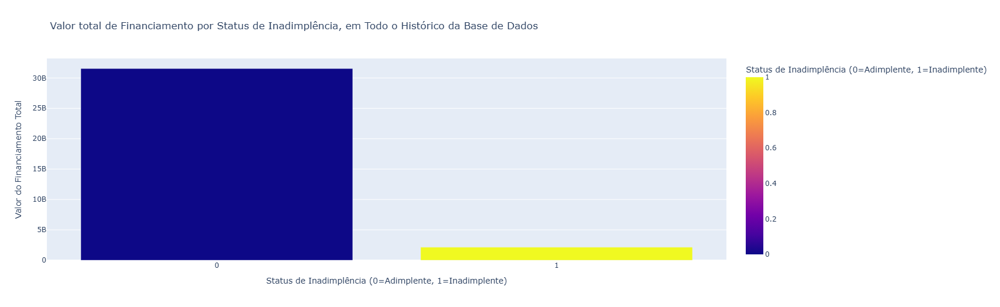 Valor total de Financiamento por Status de Inadimplência, em Todo o Histórico da Base de Dados
Valor do Financiamento Total
30B
25B
20B
15B
10B
5B
0
0
1
Status de Inadimplência (0=Adimplente, 1=Inadimplente)
Status de Inadimplência (0=Adimplente, 1=Inadimplente)
1
0.8
0.6
0.4
0.2
0